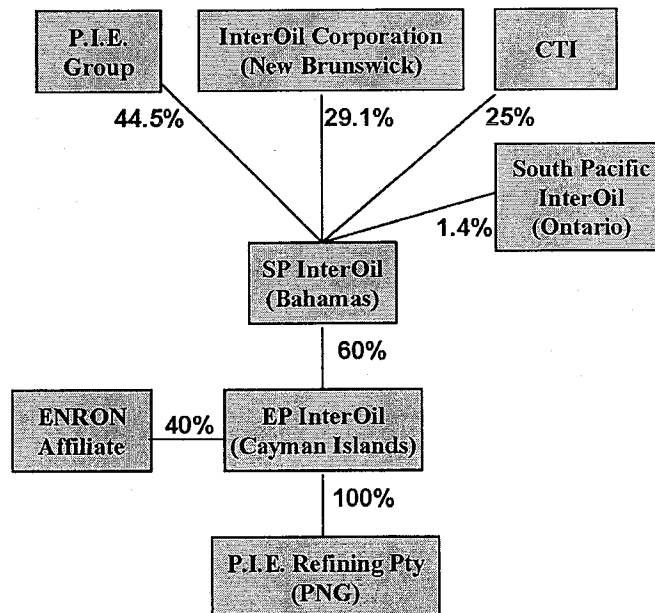 P.I.E.
Group
InterOil Corporation
(New Brunswick)
CTI
44.5%
29.1%
25%
South Pacific
InterOil
(Ontario)
1.4%
SP InterOil
(Bahamas)
60%
ENRON
Affiliate
40%
EP InterOil
(Cayman Islands)
100%
P.I.E. Refining Pty
(PNG)